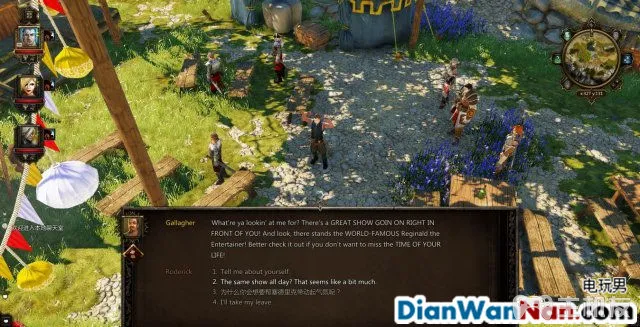 x:427 y:131
Gallagher
What're ya lookin' at me for? There's a GREAT SHOW GOIN ON RIGHT IN
FRONT OF YOU! And look, there stands the WORLD-FAMOUS Reginald the
Entertainer! Better check it out if you don't want to miss the TIME OF YOUR
LIFE!
Roderick
1. Tell me about yourself.
2. The same show all day? That seems like a bit much.
4. I'll take my leave.
电玩男
DianWanNan.Com